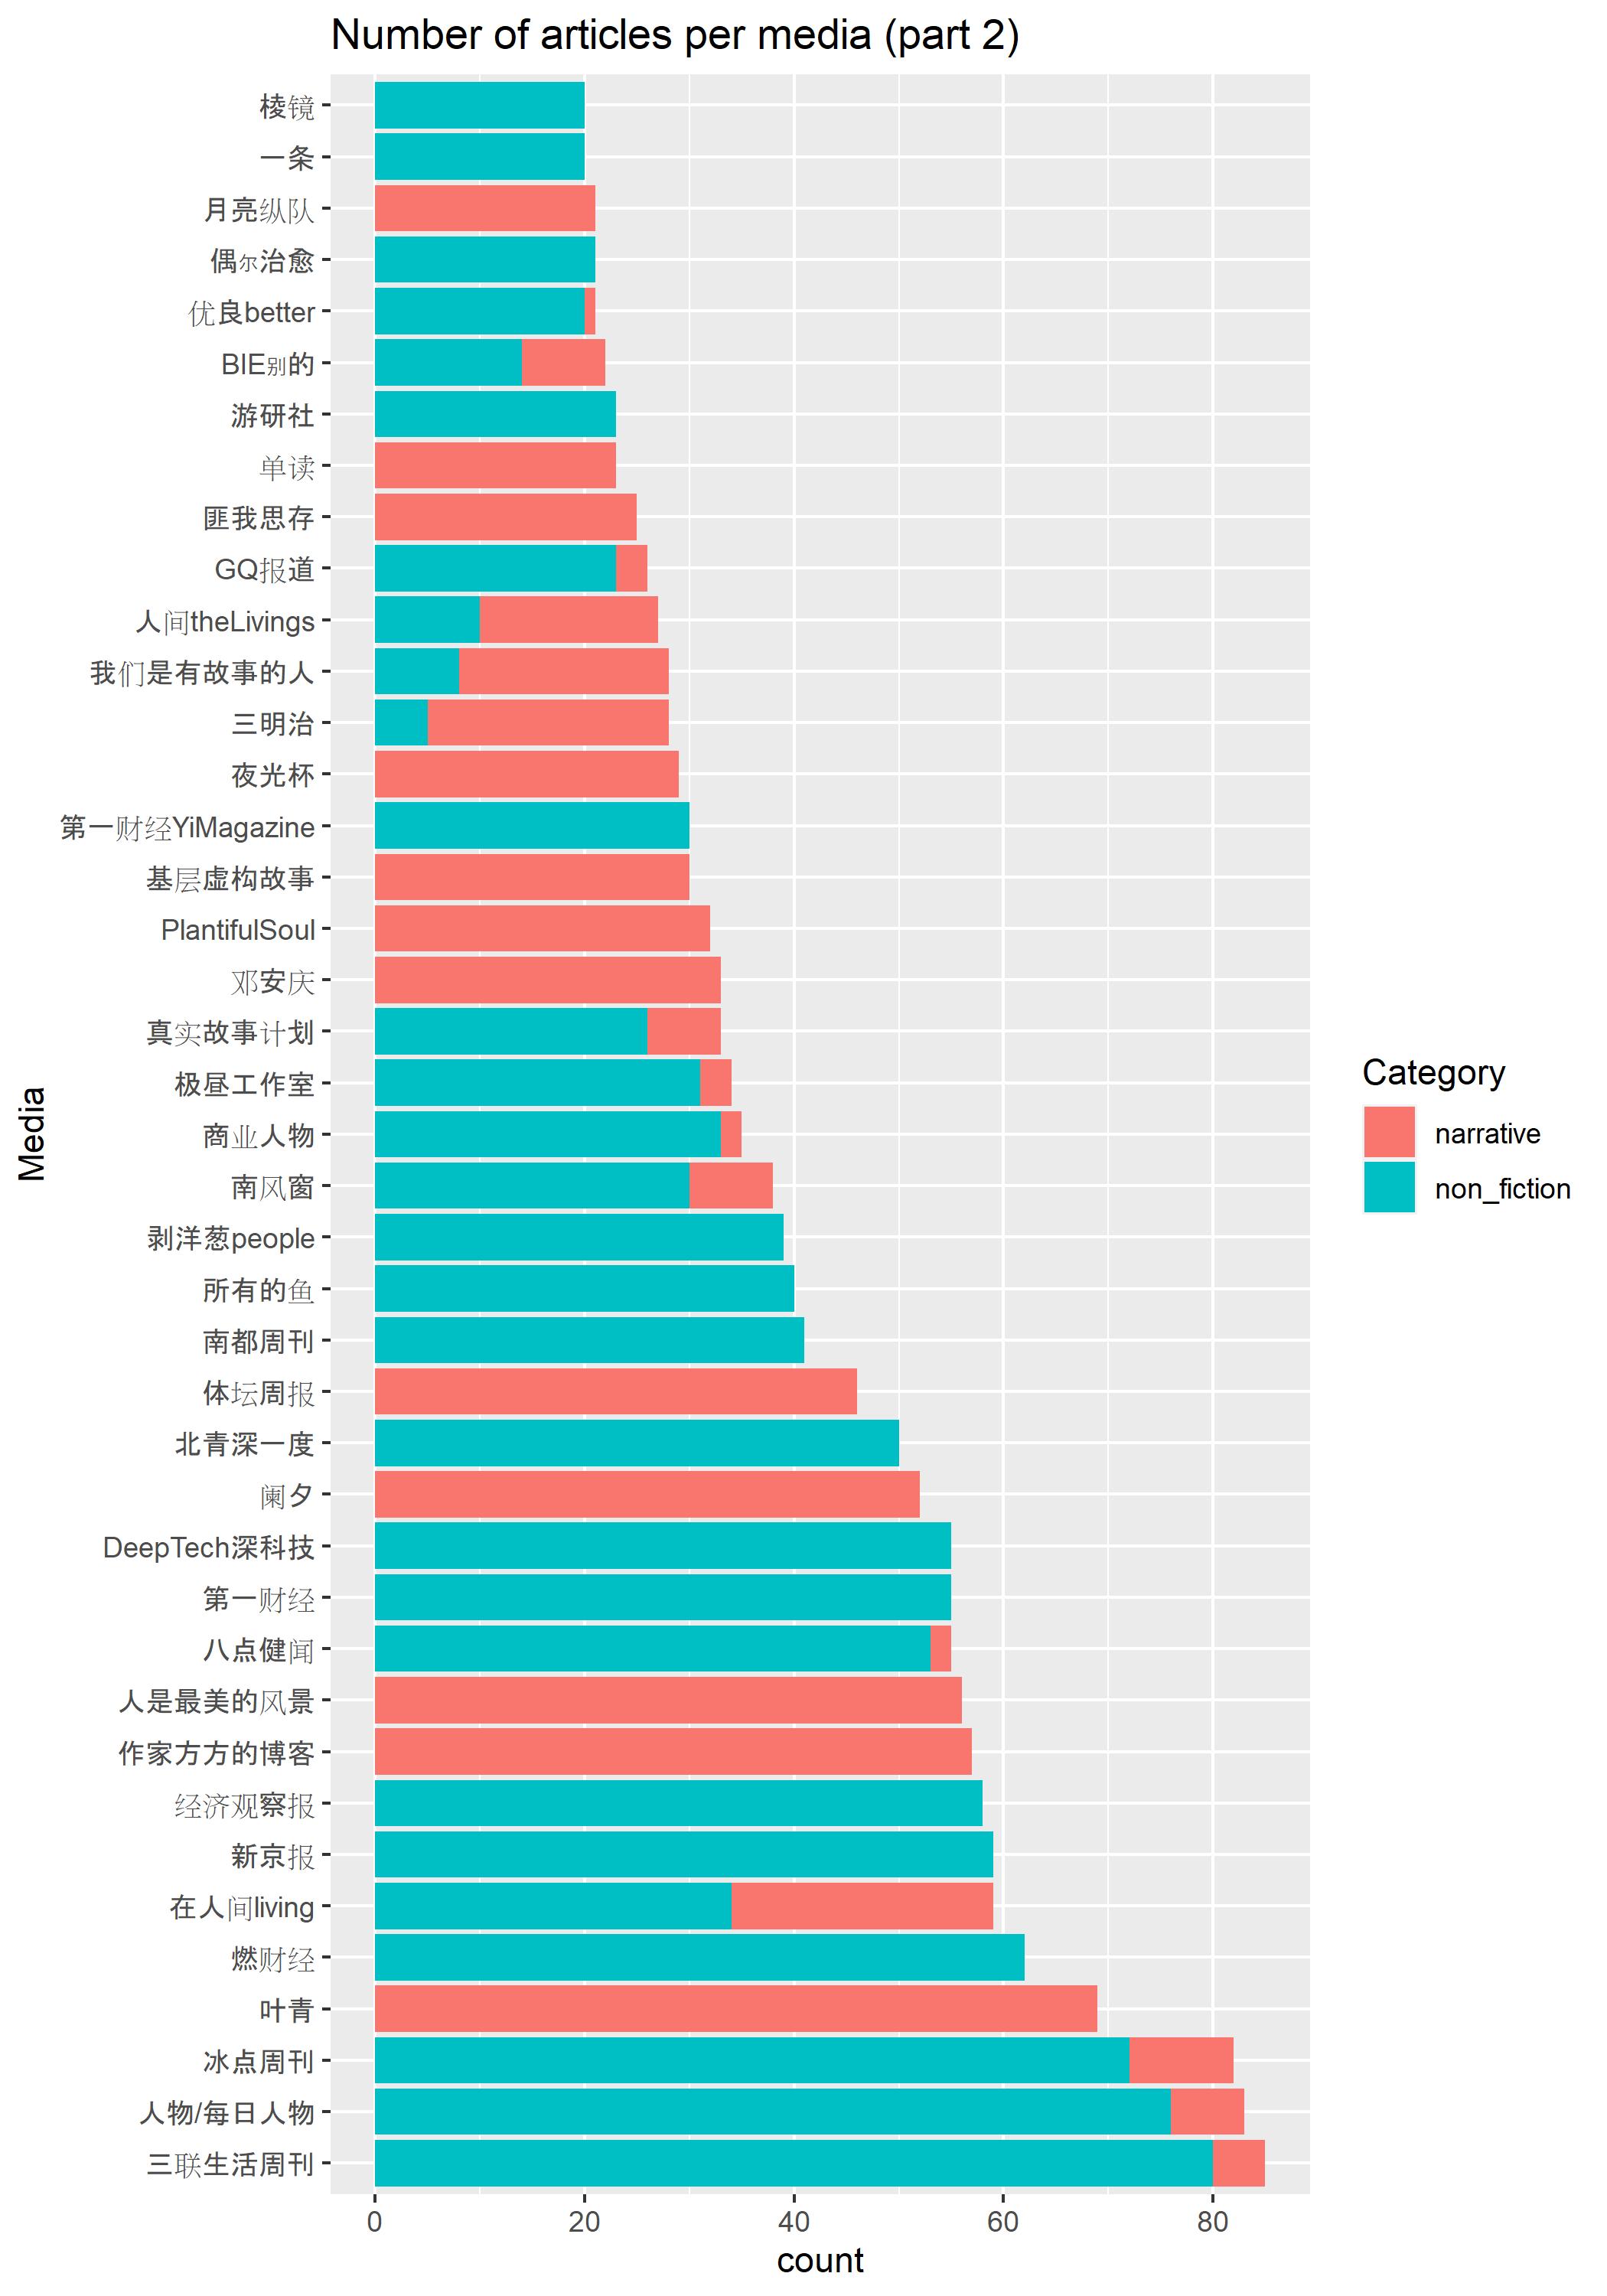 Number of articles per media (part 2)
棱镜
一条
月亮纵队
偶尔治愈
优良better
BIE别的
游研社
单读
匪我思存
GQ报道
人间theLivings
我们是有故事的人
三明治
夜光杯
第一财经YiMagazine
基层虚构故事
PlantifulSoul
邓安庆
真实故事计划
极昼工作室
商业人物
南风窗
剥洋葱people
所有的鱼
南都周刊
体坛周报
北青深一度
阑夕
DeepTech深科技
第一财经
八点健闻
人是最美的风景
作家方方的博客
经济观察报
新京报
在人间living
燃财经
叶青
冰点周刊
人物/每日人物
三联生活周刊
Media
0 20 40 60 80
count
Category
narrative
non_fiction